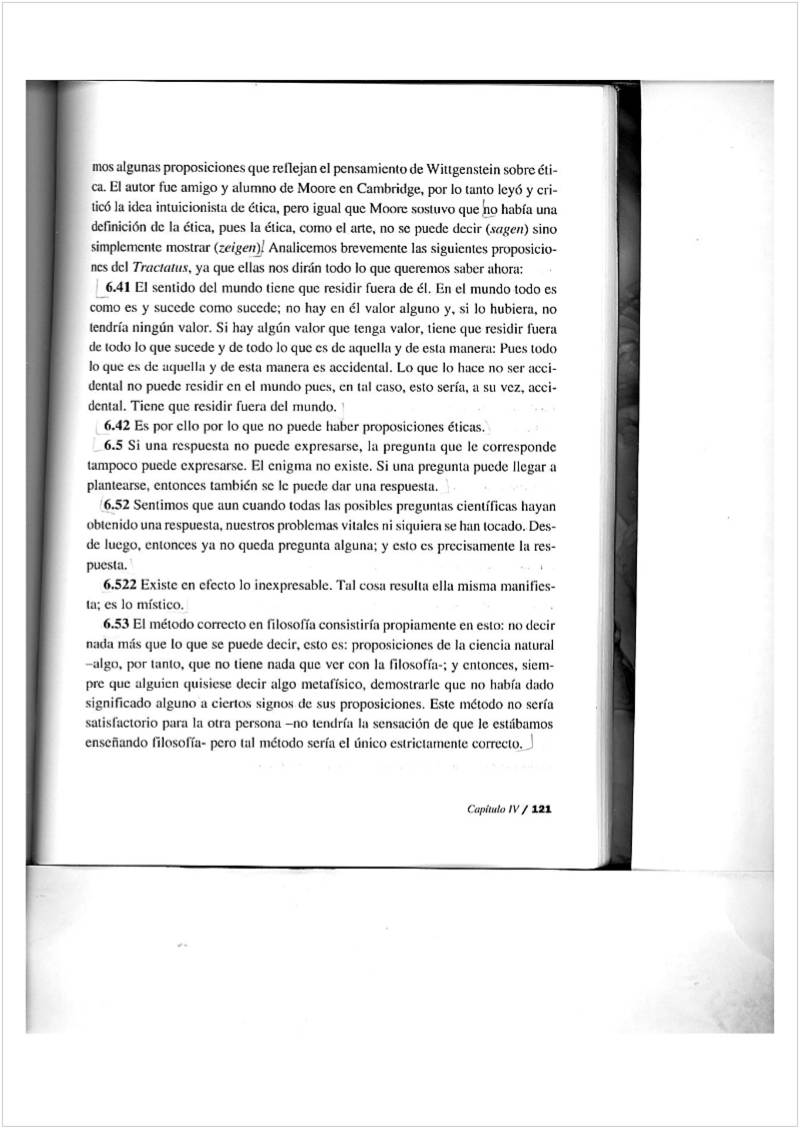 mos algunas proposiciones que reflejan el pensamiento de Wittgenstein sobre éti-
ca. El autor fue amigo y alumno de Moore en Cambridge, por lo tanto leyó y cri-
ticó la idea intuicionista de ética, pero igual que Moore sostuvo que no había una
definición de la ética, pues la ética, como el arte, no se puede decir (sagen) sino
simplemente mostrar (zeigen). Analicemos brevemente las siguientes proposicio-
nes del Tractatus, ya que ellas nos dirán todo lo que queremos saber ahora:
6.41 El sentido del mundo tiene que residir fuera de él. En el mundo todo es
como es y sucede como sucede; no hay en él valor alguno y, si lo hubiera, no
tendría ningún valor. Si hay algún valor que tenga valor, tiene que residir fuera
de todo lo que sucede y de todo lo que es de aquella y de esta manera: Pues todo
lo que es de aquella y de esta manera es accidental. Lo que lo hace no ser acci-
dental no puede residir en el mundo pues, en tal caso, esto sería, a su vez, acci-
dental. Tiene que residir fuera del mundo.
6.42 Es por ello por lo que no puede haber proposiciones éticas.
6.5 Si una respuesta no puede expresarse, la pregunta que le corresponde
tampoco puede expresarse. El enigma no existe. Si una pregunta puede llegar a
plantearse, entonces también se le puede dar una respuesta.
6.52 Sentimos que aun cuando todas las posibles preguntas científicas hayan
obtenido una respuesta, nuestros problemas vitales ni siquiera se han tocado. Des-
de luego, entonces ya no queda pregunta alguna; y esto es precisamente la res-
puesta.
6.522 Existe en efecto lo inexpresable. Tal cosa resulta ella misma manifies-
ta; es lo místico.
6.53 El método correcto en filosofía consistiría propiamente en esto: no decir
nada más que lo que se puede decir, esto es: proposiciones de la ciencia natural
–algo, por tanto, que no tiene nada que ver con la filosofía-; y entonces, siem-
pre que alguien quisiese decir algo metafísico, demostrarle que no había dado
significado alguno a ciertos signos de sus proposiciones. Este método no sería
satisfactorio para la otra persona –no tendría la sensación de que le estábamos
enseñando filosofía- pero tal método sería el único estrictamente correcto.
Capítulo IV / 121